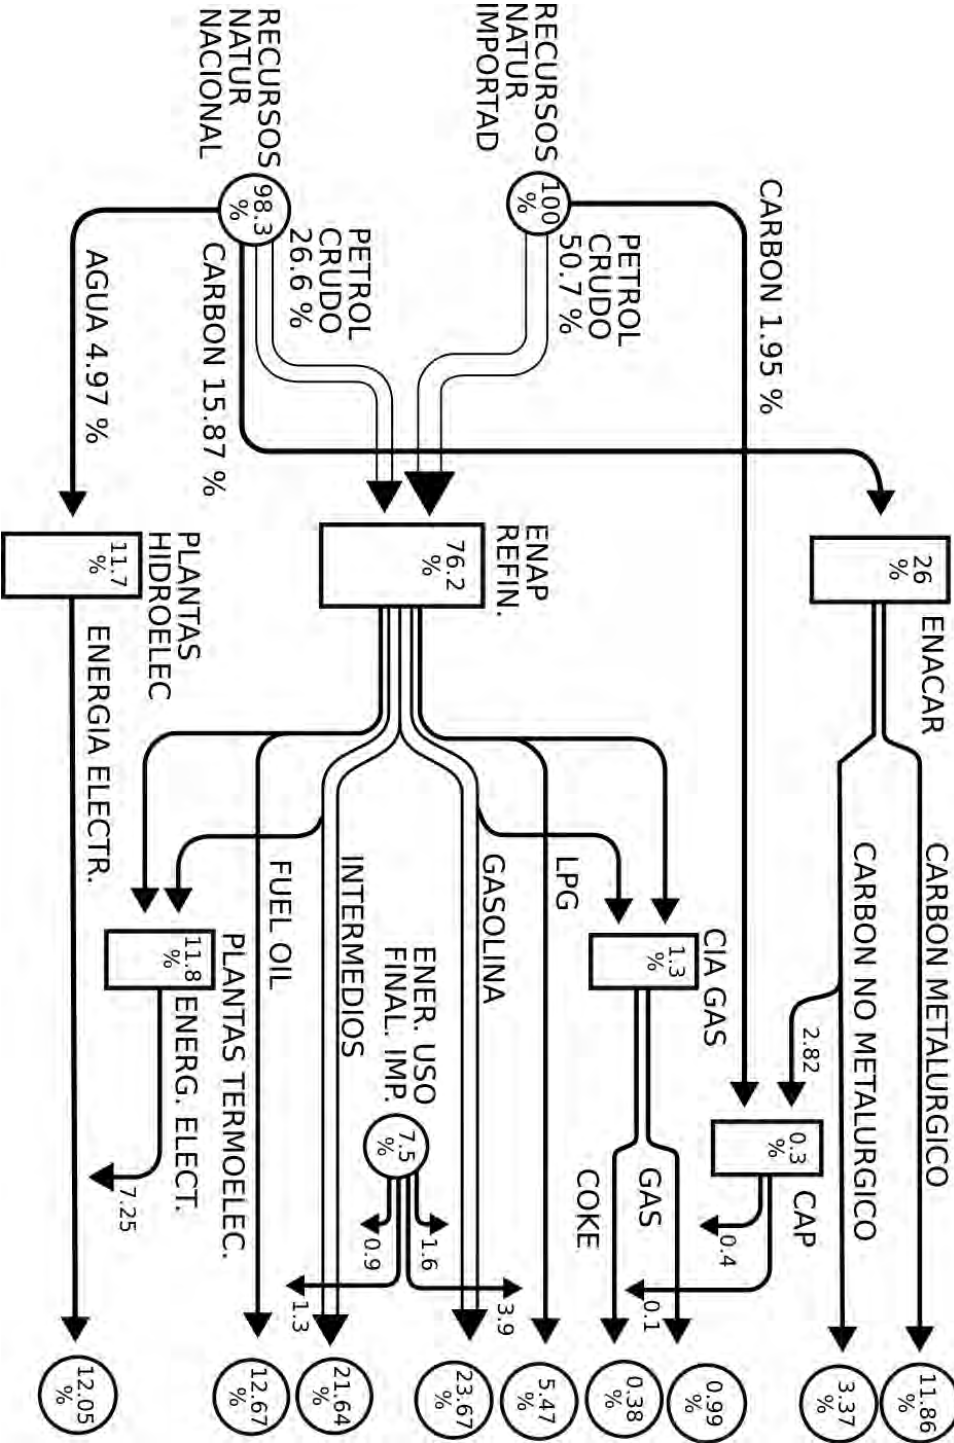 CARBON METALURGICO
11.86
%
ENACAR
26
%
CARBON NO METALURGICO
3.37
%
2.82
CAP
0.3
%
0.4
0.1
CARBON 1.95 %
CIA GAS
1.3
%
GAS
0.99
%
COKE
0.38
%
RECURSOS
NATUR
IMPORTAD
100
%
PETROL
CRUDO
50.7 %
LPG
5.47
%
3.9
ENAP
REFIN.
76.2
%
GASOLINA
23.67
%
ENER. USO
FINAL. IMP.
7.5
%
1.6
0.9
1.3
INTERMEDIOS
21.64
%
FUEL OIL
12.67
%
RECURSOS
NATUR
NACIONAL
98.3
%
PETROL
CRUDO
26.6 %
CARBON 15.87 %
PLANTAS TERMOELEC.
11.8
%
ENERG. ELECT.
7.25
AGUA 4.97 %
PLANTAS
HIDROELEC
11.7
%
ENERGIA ELECTR.
12.05
%